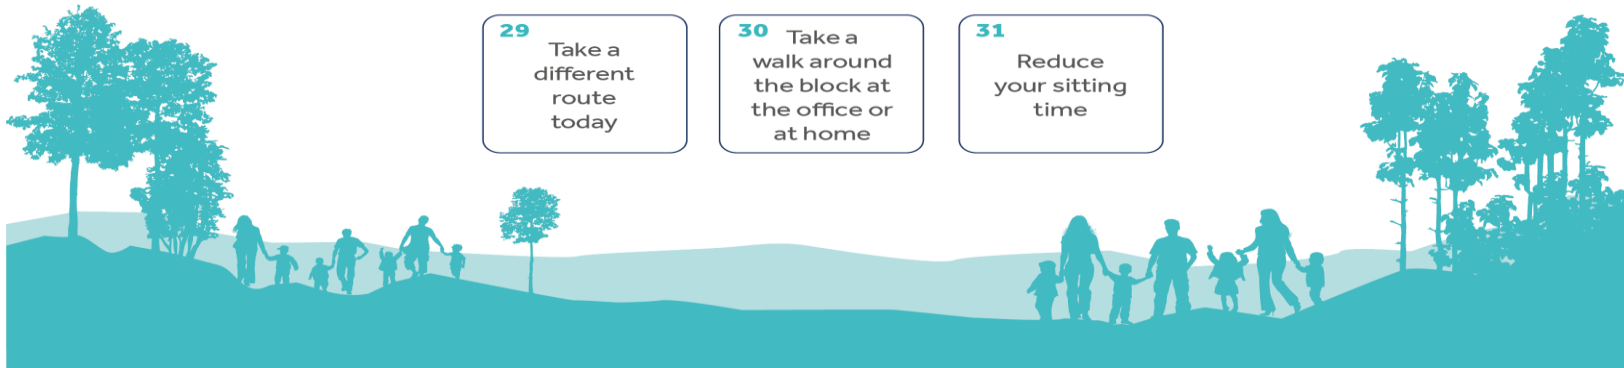 29
Take a
different
route
today
30
Take a
walk around
the block at
the office or
at home
31
Reduce
your sitting
time